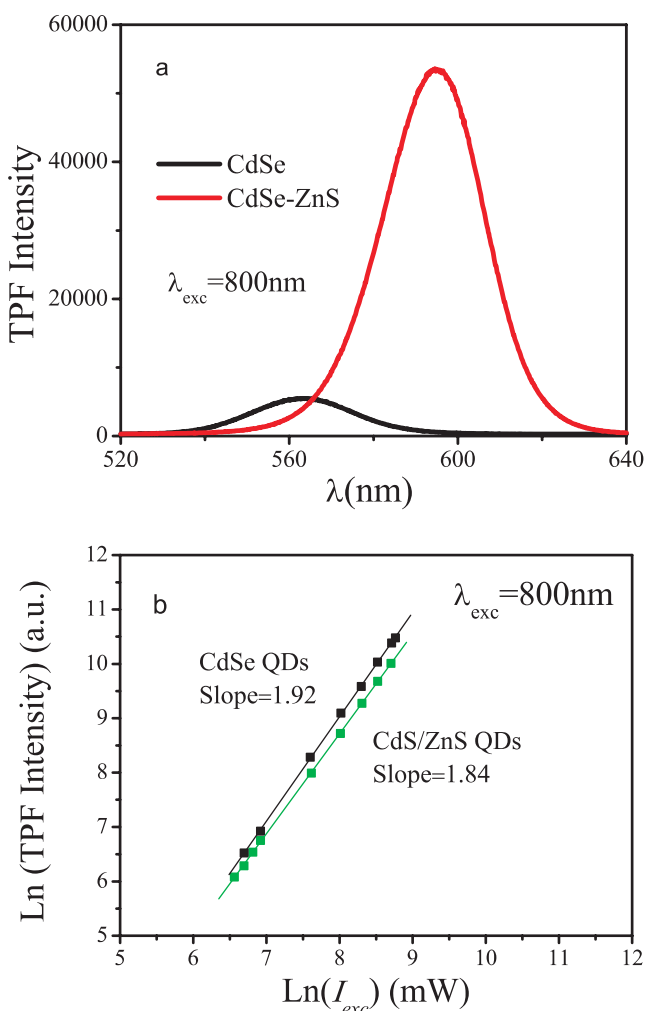 60000
a
TPF Intensity
40000
CdSe
CdSe-ZnS
λexc=800nm
20000
0
520 560 600 640
λ(nm)
12
b
λexc=800nm
11
Ln (TPF Intensity) (a.u.)
10
CdSe QDs
Slope=1.92
9
CdS/ZnS QDs
Slope=1.84
8
7
6
5
5 6 7 8 9 10 11 12
Ln(Iexc) (mW)